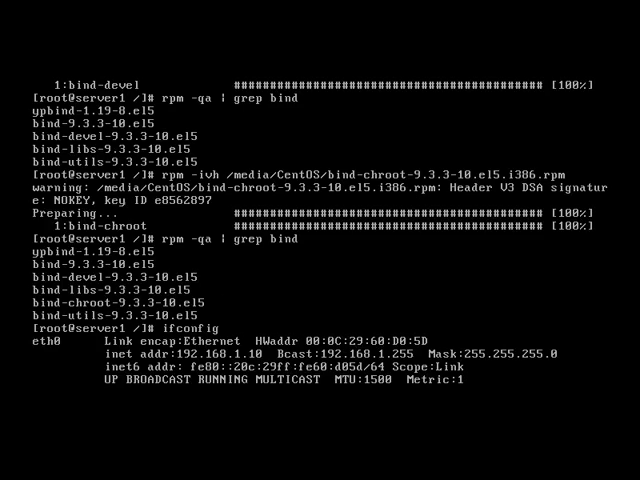 1:bind-devel ########################################### [100%]
[root@server1 /]# rpm -qa | grep bind
ypbind-1.19-8.el5
bind-9.3.3-10.el5
bind-devel-9.3.3-10.el5
bind-libs-9.3.3-10.el5
bind-utils-9.3.3-10.el5
[root@server1 /]# rpm -ivh /media/CentOS/bind-chroot-9.3.3-10.el5.i386.rpm
warning: /media/CentOS/bind-chroot-9.3.3-10.el5.i386.rpm: Header V3 DSA signatur
e: NOKEY, key ID e8562897
Preparing... ########################################### [100%]
1:bind-chroot ########################################### [100%]
[root@server1 /]# rpm -qa | grep bind
ypbind-1.19-8.el5
bind-9.3.3-10.el5
bind-devel-9.3.3-10.el5
bind-libs-9.3.3-10.el5
bind-chroot-9.3.3-10.el5
bind-utils-9.3.3-10.el5
[root@server1 /]# ifconfig
eth0 Link encap:Ethernet HWaddr 00:0C:29:60:D0:5D
inet addr:192.168.1.10 Bcast:192.168.1.255 Mask:255.255.255.0
inet6 addr: fe80::20c:29ff:fe60:d05d/64 Scope:Link
UP BROADCAST RUNNING MULTICAST MTU:1500 Metric:1